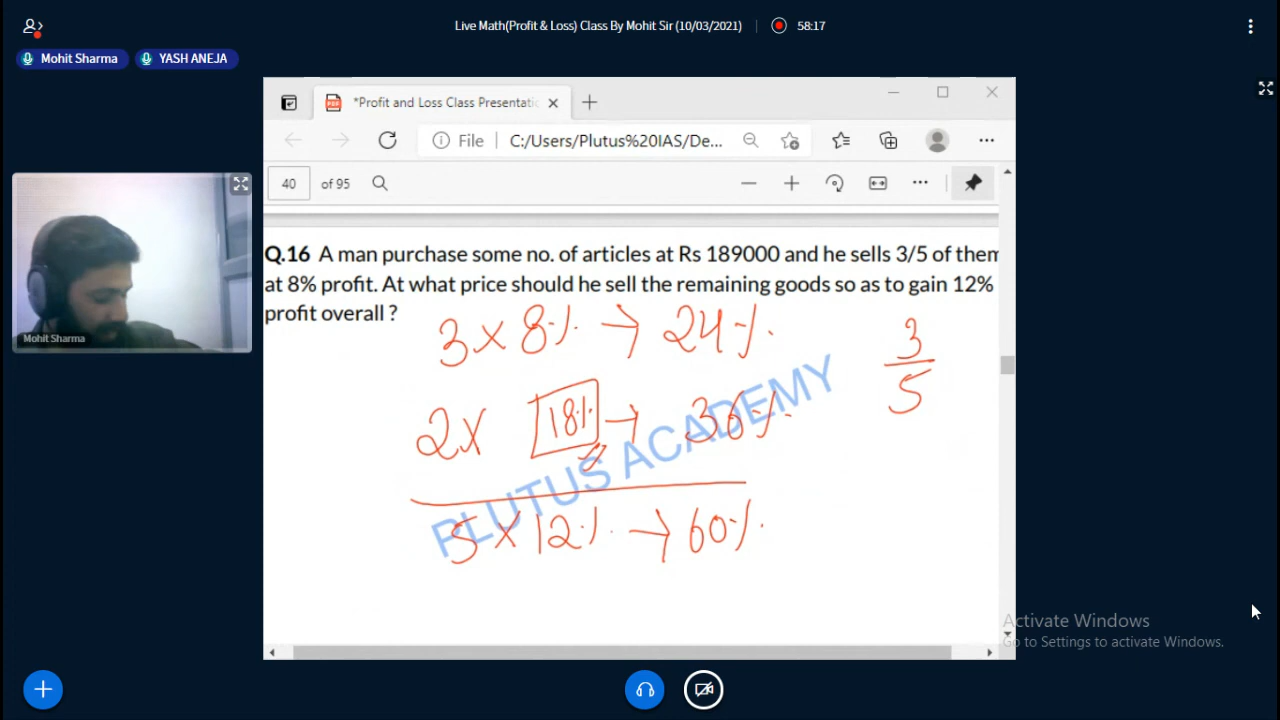 Live Math(Profit & Loss) Class By Mohit Sir (10/03/2021) 58:17
Mohit Sharma YASH ANEJA
*Profit and Loss Class Presentatic
File C:/Users/Plutus%20IAS/De...
40 of 95
Q.16 A man purchase some no. of articles at Rs 189000 and he sells 3/5 of them
at 8% profit. At what price should he sell the remaining goods so as to gain 12%
profit overall ?
3 × 8% → 24%
3/5
2 × 18% → 36%
PLUTUS ACADEMY
5 × 12% → 60%
Mohit Sharma
Activate Windows
Go to Settings to activate Windows.